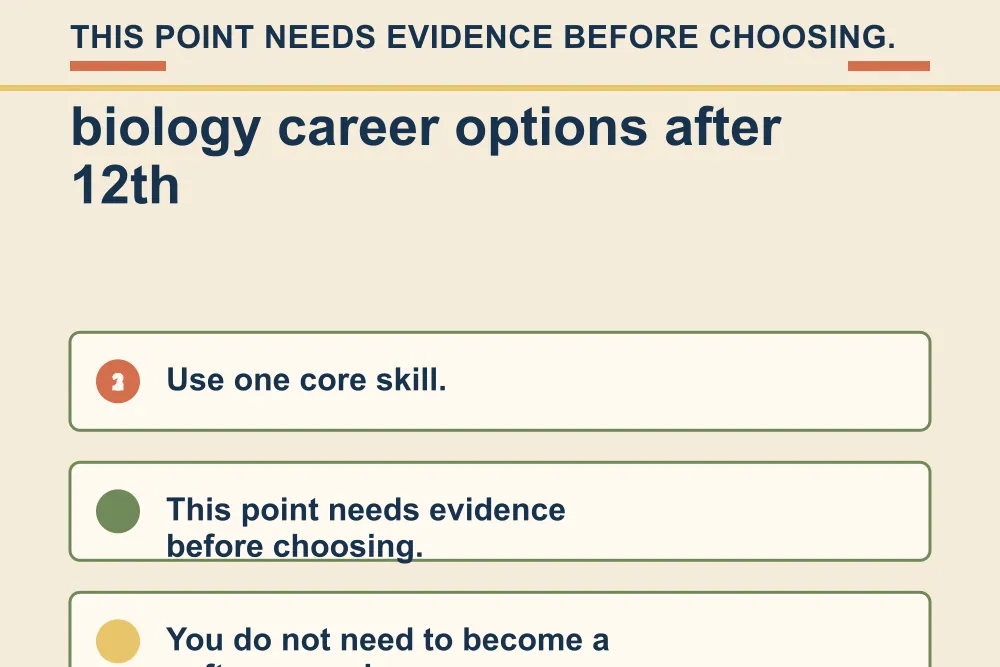 THIS POINT NEEDS EVIDENCE BEFORE CHOOSING.
biology career options after
12th
Use one core skill.
This point needs evidence
before choosing.
You do not need to become a